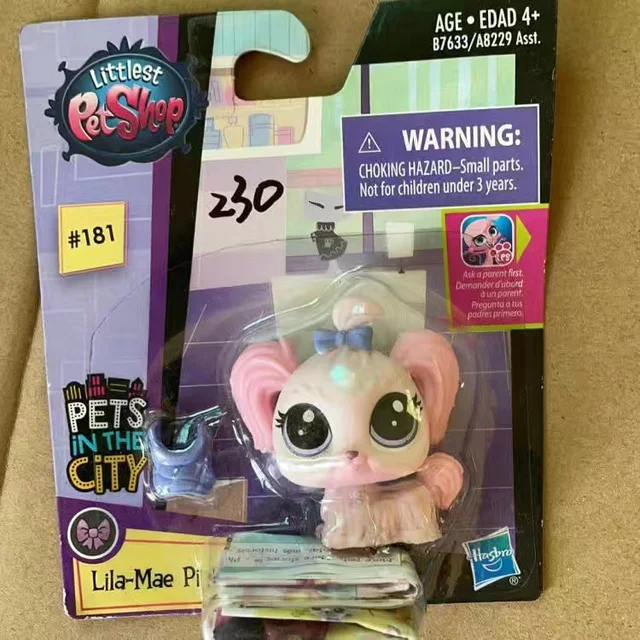 AGE • EDAD 4+
B7633/A8229 Asst.
Littlest
PetShop
WARNING:
CHOKING HAZARD–Small parts.
Not for children under 3 years.
230
#181
Ask a parent first.
Demander d'abord
à un parent.
Pregunta a tus
padres primero.
PETS
IN THE
CITY
Lila-Mae Pi
Hasbro
®